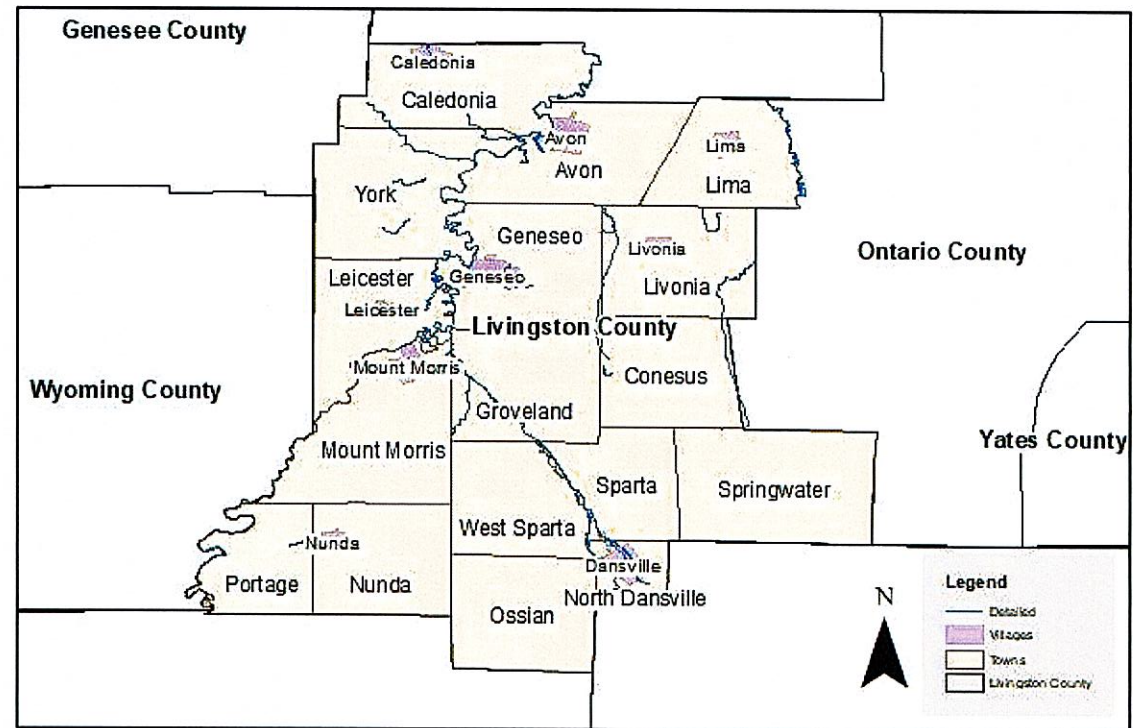 Genesee County
Caledonia
Caledonia
Avon
Avon
Lima
Lima
York
Geneseo
Geneseo
Livonia
Livonia
Ontario County
Leicester
Leicester
Livingston County
Mount Morris
Conesus
Wyoming County
Groveland
Yates County
Mount Morris
Sparta
Springwater
West Sparta
Nunda
Dansville
Portage
Nunda
North Dansville
Ossian
N
Legend
Detailed
Villages
Towns
Livingston County